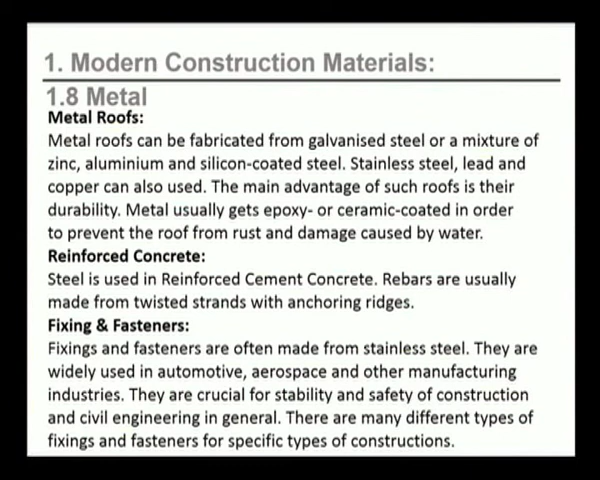 1. Modern Construction Materials:
1.8 Metal
Metal Roofs:
Metal roofs can be fabricated from galvanised steel or a mixture of
zinc, aluminium and silicon-coated steel. Stainless steel, lead and
copper can also used. The main advantage of such roofs is their
durability. Metal usually gets epoxy- or ceramic-coated in order
to prevent the roof from rust and damage caused by water.
Reinforced Concrete:
Steel is used in Reinforced Cement Concrete. Rebars are usually
made from twisted strands with anchoring ridges.
Fixing & Fasteners:
Fixings and fasteners are often made from stainless steel. They are
widely used in automotive, aerospace and other manufacturing
industries. They are crucial for stability and safety of construction
and civil engineering in general. There are many different types of
fixings and fasteners for specific types of constructions.